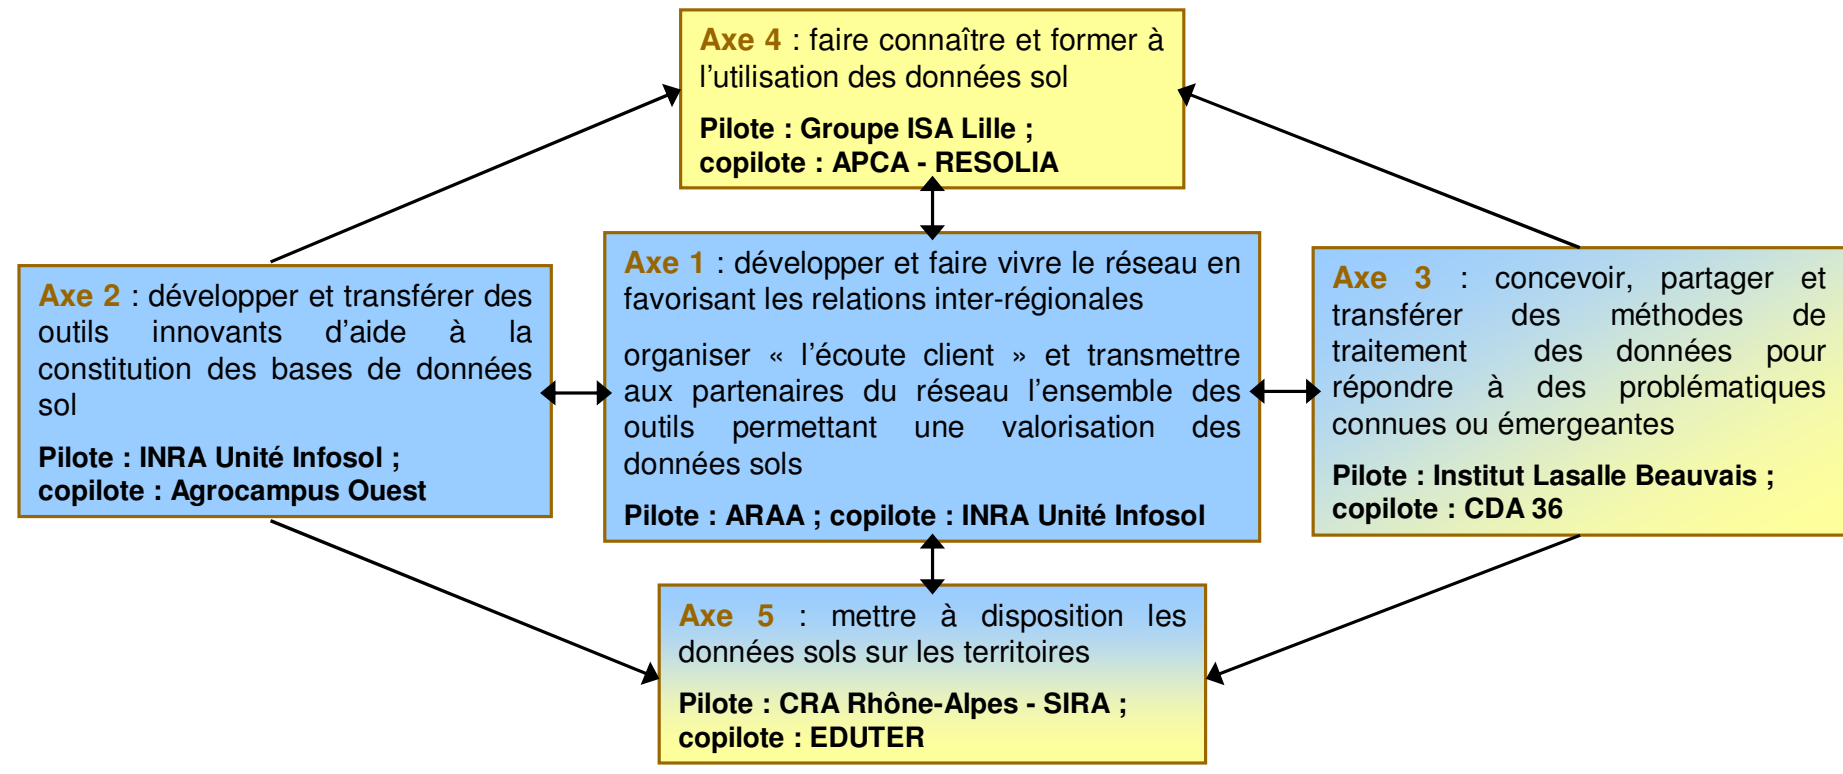 Axe 4 : faire connaître et former à
l’utilisation des données sol
Pilote : Groupe ISA Lille ;
copilote : APCA - RESOLIA
Axe 2 : développer et transférer des
outils innovants d’aide à la
constitution des bases de données
sol
Pilote : INRA Unité Infosol ;
copilote : Agrocampus Ouest
Axe 1 : développer et faire vivre le réseau en
favorisant les relations inter-régionales
organiser « l’écoute client » et transmettre
aux partenaires du réseau l’ensemble des
outils permettant une valorisation des
données sols
Pilote : ARAA ; copilote : INRA Unité Infosol
Axe 3 : concevoir, partager et
transférer des méthodes de
traitement des données pour
répondre à des problématiques
connues ou émergeantes
Pilote : Institut Lasalle Beauvais ;
copilote : CDA 36
Axe 5 : mettre à disposition les
données sols sur les territoires
Pilote : CRA Rhône-Alpes - SIRA ;
copilote : EDUTER